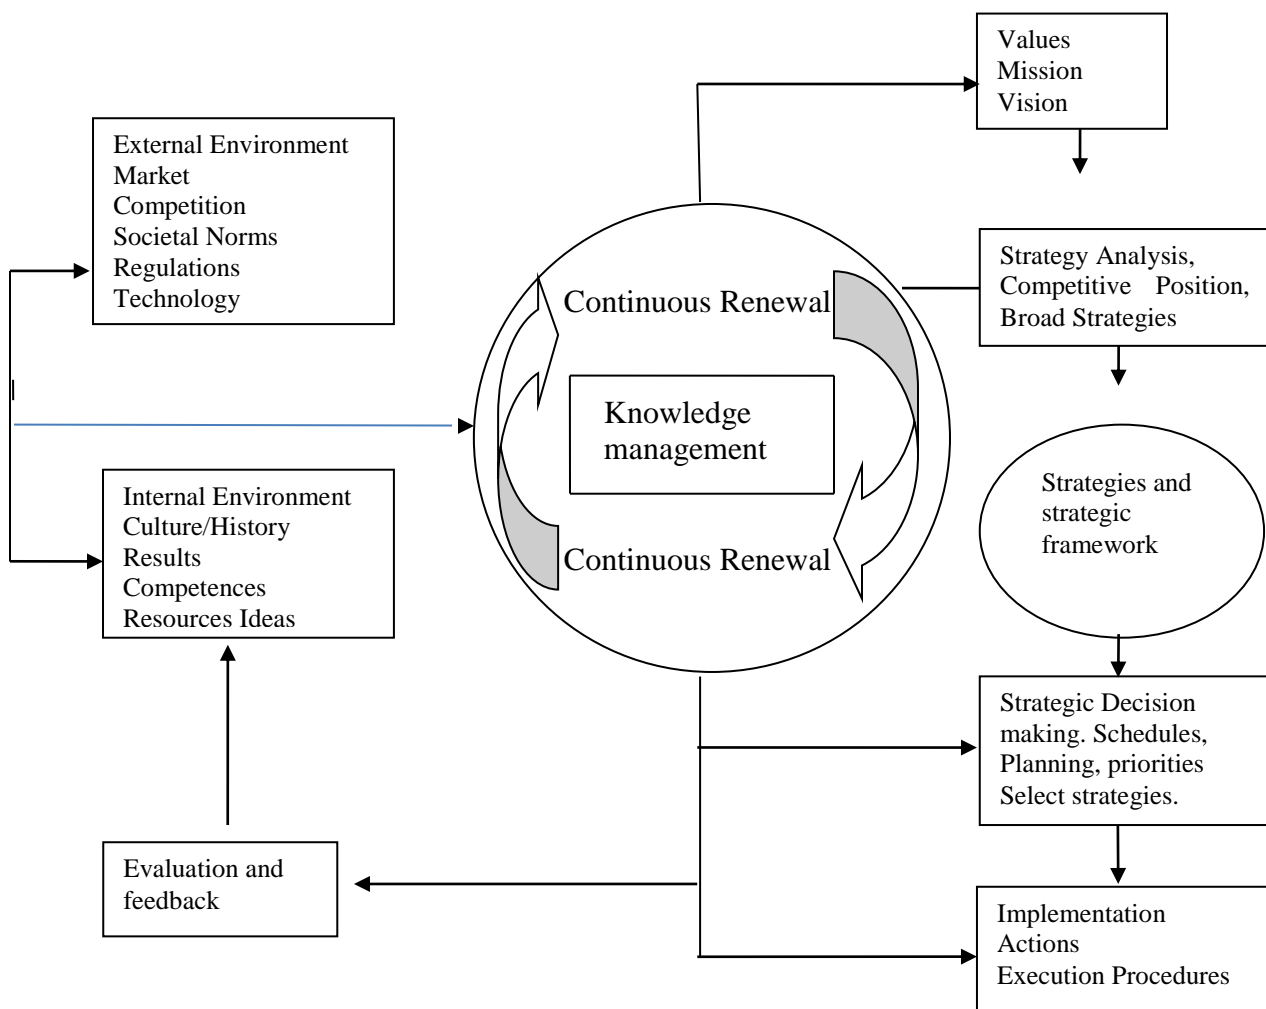 Values
Mission
Vision
External Environment
Market
Competition
Societal Norms
Regulations
Technology
Strategy Analysis,
Competitive Position,
Broad Strategies
Continuous Renewal
Knowledge
management
Continuous Renewal
Internal Environment
Culture/History
Results
Competences
Resources Ideas
Strategies and
strategic
framework
Strategic Decision
making. Schedules,
Planning, priorities
Select strategies.
Evaluation and
feedback
Implementation
Actions
Execution Procedures